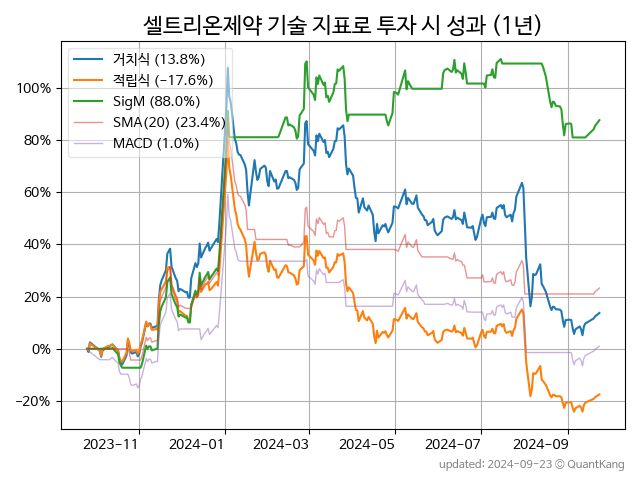 셀트리온제약 기술 지표로 투자 시 성과 (1년)
거치식 (13.8%)
적립식 (−17.6%)
SigM (88.0%)
SMA(20) (23.4%)
MACD (1.0%)
100%
80%
60%
40%
20%
0%
−20%
2023-11 2024-01 2024-03 2024-05 2024-07 2024-09
updated: 2024-09-23 © QuantKang